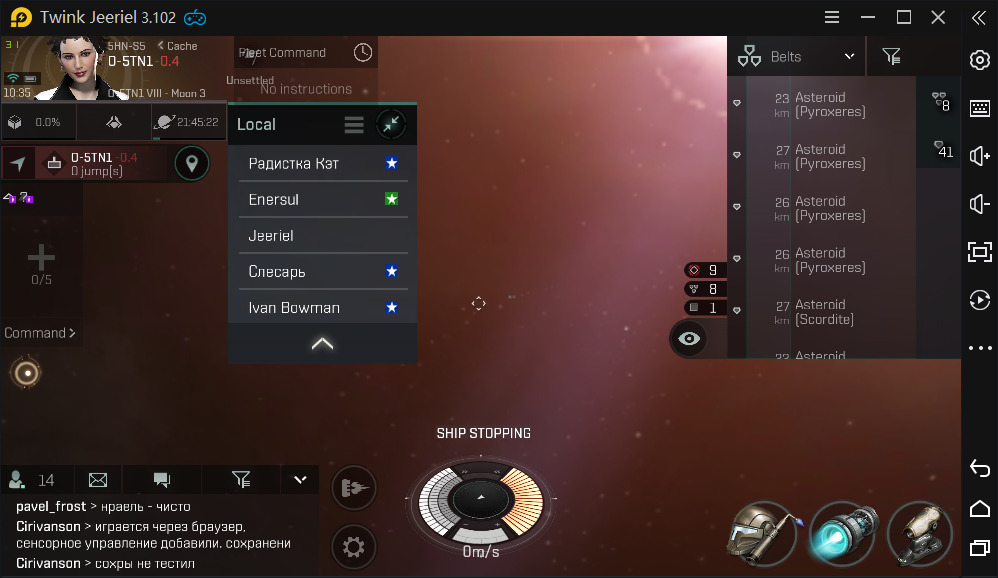 Twink Jeeriel 3.102
5HN-S5 < Cache
O-5TN1 -0.4
10:35
O-5TN1 VIII - Moon 3
0.0%
21:45:22
O-5TN1 -0.4
0 jump(s)
0/5
Command >
Fleet Command
Unsettled
No instructions
Local
Радистка Кэт
Enersul
Jeeriel
Слесарь
Ivan Bowman
Belts
23 km Asteroid (Pyroxeres)
27 km Asteroid (Pyroxeres)
26 km Asteroid (Pyroxeres)
26 km Asteroid (Pyroxeres)
27 km Asteroid (Scordite)
22 Asteroid
8
41
9
8
1
SHIP STOPPING
0m/s
14
pavel_frost > нраель - чисто
Cirivanson > играется через браузер,
сенсорное управление добавили. сохранени
Cirivanson > сохры не тестил